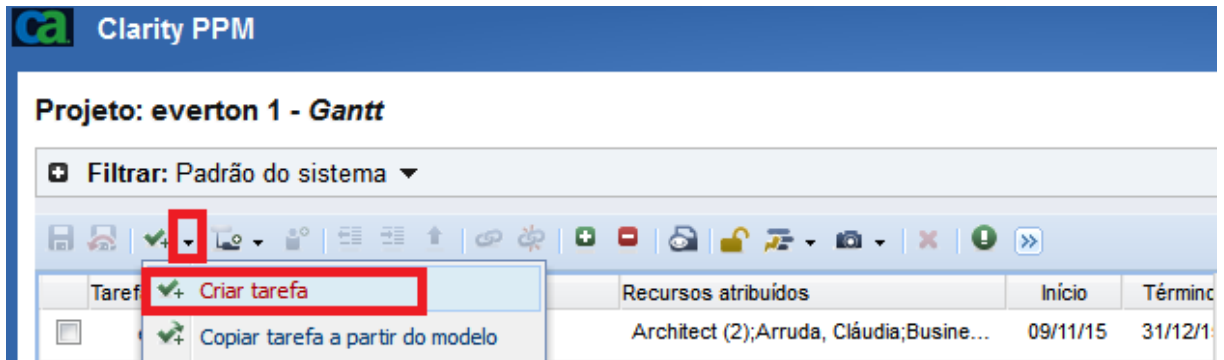 ca Clarity PPM
Projeto: everton 1 - Gantt
Filtrar: Padrão do sistema
Criar tarefa Recursos atribuídos Início
Copiar tarefa a partir do modelo Architect (2);Arruda, Cláudia;Busine... 09/11/15